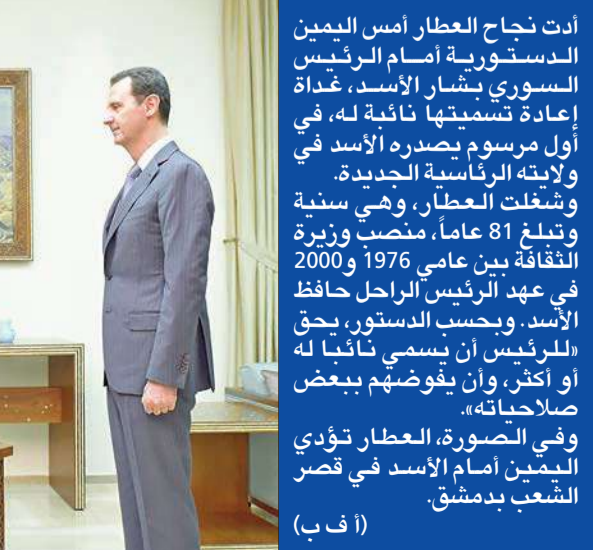 أدت نجاح العطار أمس اليمين
الدستورية أمام الرئيس
السوري بشار الأسد، غداة
إعادة تسميتها نائبة له، في
أول مرسوم يصدره الأسد في
ولايته الرئاسية الجديدة.
وشغلت العطار، وهي سنية
وتبلغ 81 عاماً، منصب وزيرة
الثقافة بين عامي 1976 و2000
في عهد الرئيس الراحل حافظ
الأسد. وبحسب الدستور، يحق
«للرئيس أن يسمي نائبا له
أو أكثر، وأن يفوضهم ببعض
صلاحياته».
وفي الصورة، العطار تؤدي
اليمين أمام الأسد في قصر
الشعب بدمشق.
(أ ف ب)